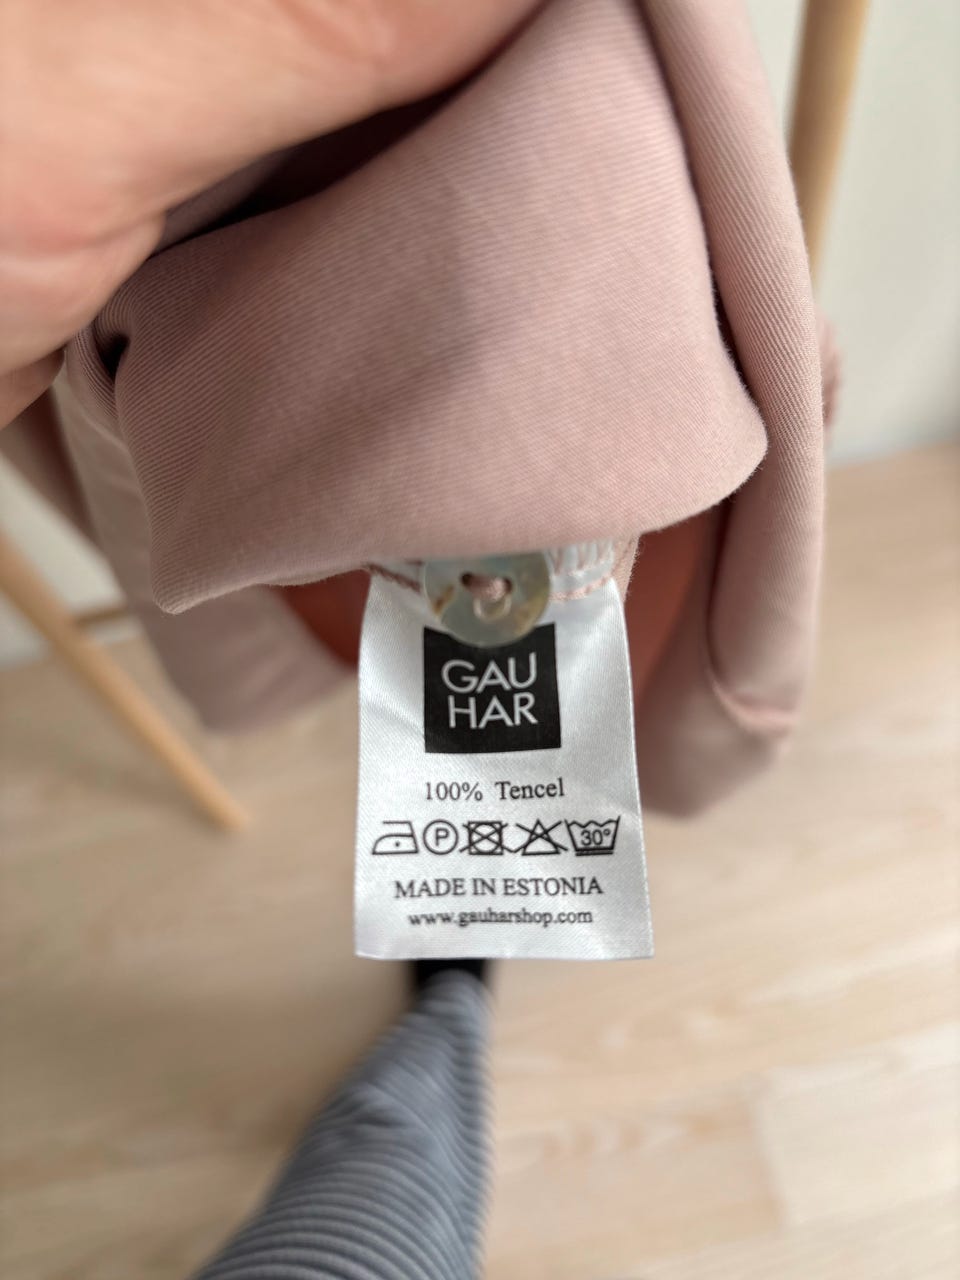 GAU
HAR
100% Tencel
P 30°
MADE IN ESTONIA
www.gauharshop.com